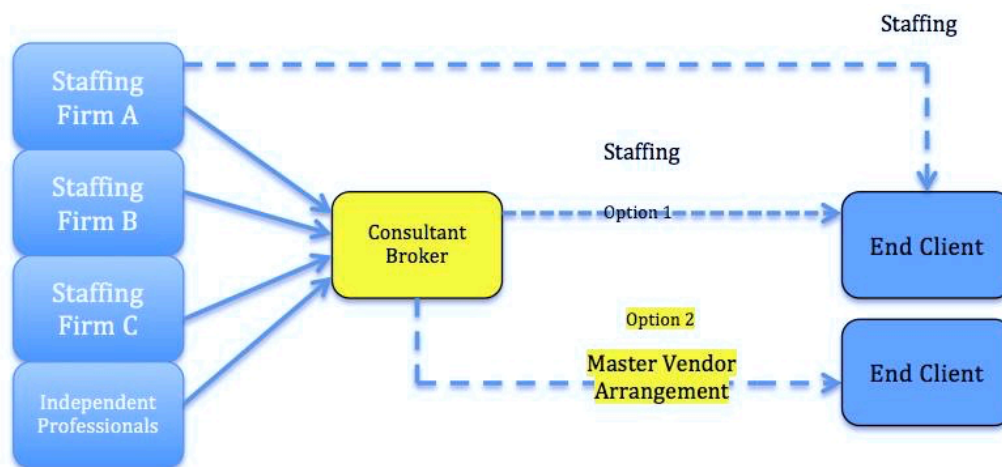 Staffing
Staffing
Firm A
Staffing
Firm B
Staffing
Firm C
Independent
Professionals
Consultant
Broker
Staffing
Option 1
Option 2
Master Vendor
Arrangement
End Client
End Client